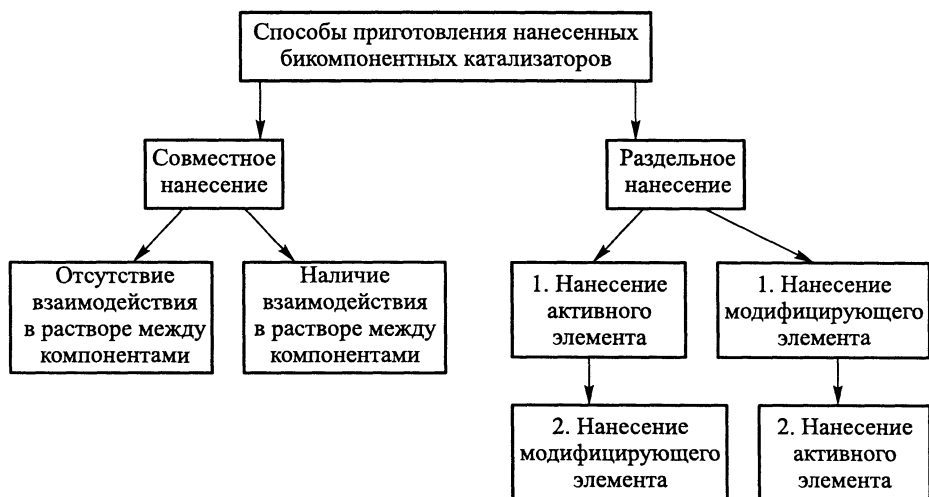 Способы приготовления нанесенных
бикомпонентных катализаторов
Совместное
нанесение
Раздельное
нанесение
Отсутствие
взаимодействия
в растворе между
компонентами
Наличие
взаимодействия
в растворе между
компонентами
1. Нанесение
активного
элемента
1. Нанесение
модифицирующего
элемента
2. Нанесение
модифицирующего
элемента
2. Нанесение
активного
элемента